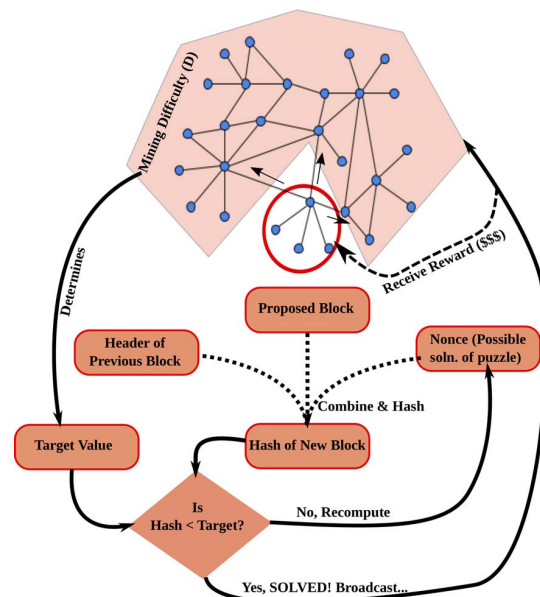 Mining Difficulty (D)
Receive Reward ($$$)
Determines
Proposed Block
Header of
Previous Block
Nonce (Possible
soln. of puzzle)
Combine & Hash
Target Value
Hash of New Block
Is
Hash < Target?
No, Recompute
Yes, SOLVED! Broadcast...